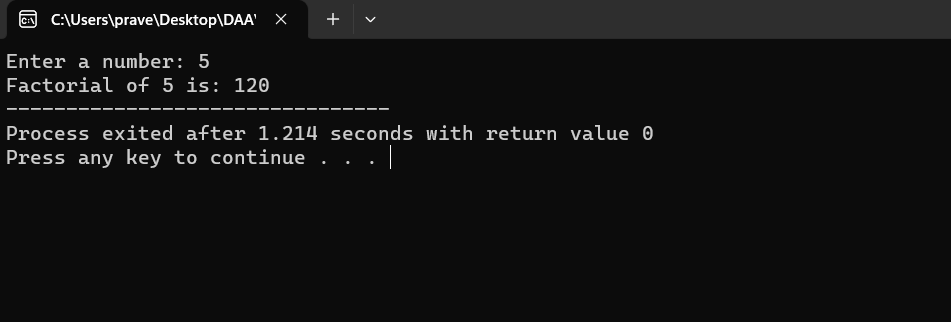 C:\Users\prave\Desktop\DAA\
Enter a number: 5
Factorial of 5 is: 120
--------------------------------
Process exited after 1.214 seconds with return value 0
Press any key to continue . . .